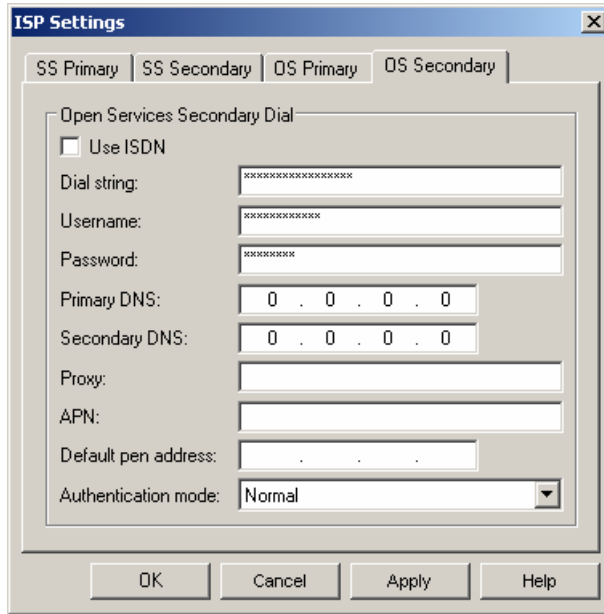 ISP Settings
SS Primary SS Secondary OS Primary OS Secondary
Open Services Secondary Dial
Use ISDN
Dial string: *****************
Username: ************
Password: ********
Primary DNS: 0 . 0 . 0 . 0
Secondary DNS: 0 . 0 . 0 . 0
Proxy:
APN:
Default pen address: . . .
Authentication mode: Normal
OK Cancel Apply Help